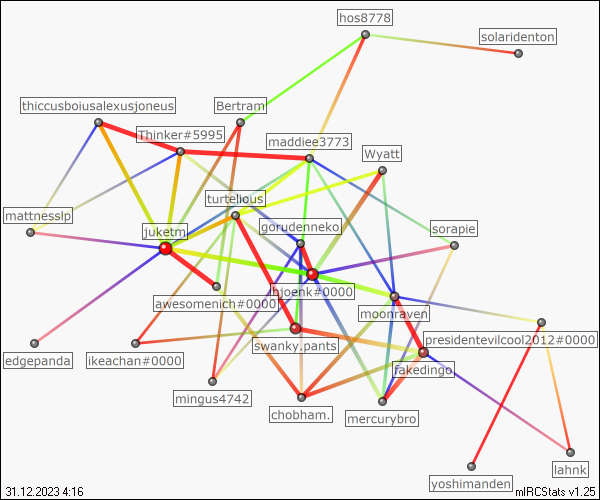 hos8778
solaridenton
thiccusboiusalexusjoneus
Bertram
Thinker#5995
maddiee3773
Wyatt
turtelious
mattnesslp
gorudenneko
sorapie
juketm
bjoenk#0000
awesomenich#0000
moonraven
presidentevilcool2012#0000
swanky.pants
edgepanda
ikeachan#0000
fakedingo
mingus4742
chobham.
mercurybro
lahnk
yoshimanden
31.12.2023 4:16
mIRCStats v1.25